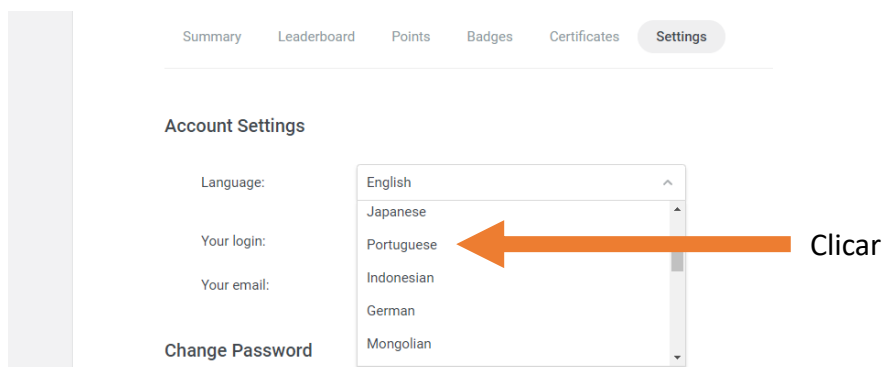 Summary Leaderboard Points Badges Certificates Settings
Account Settings
Language: English
Japanese
Your login: Portuguese Clicar
Indonesian
Your email:
German
Change Password Mongolian